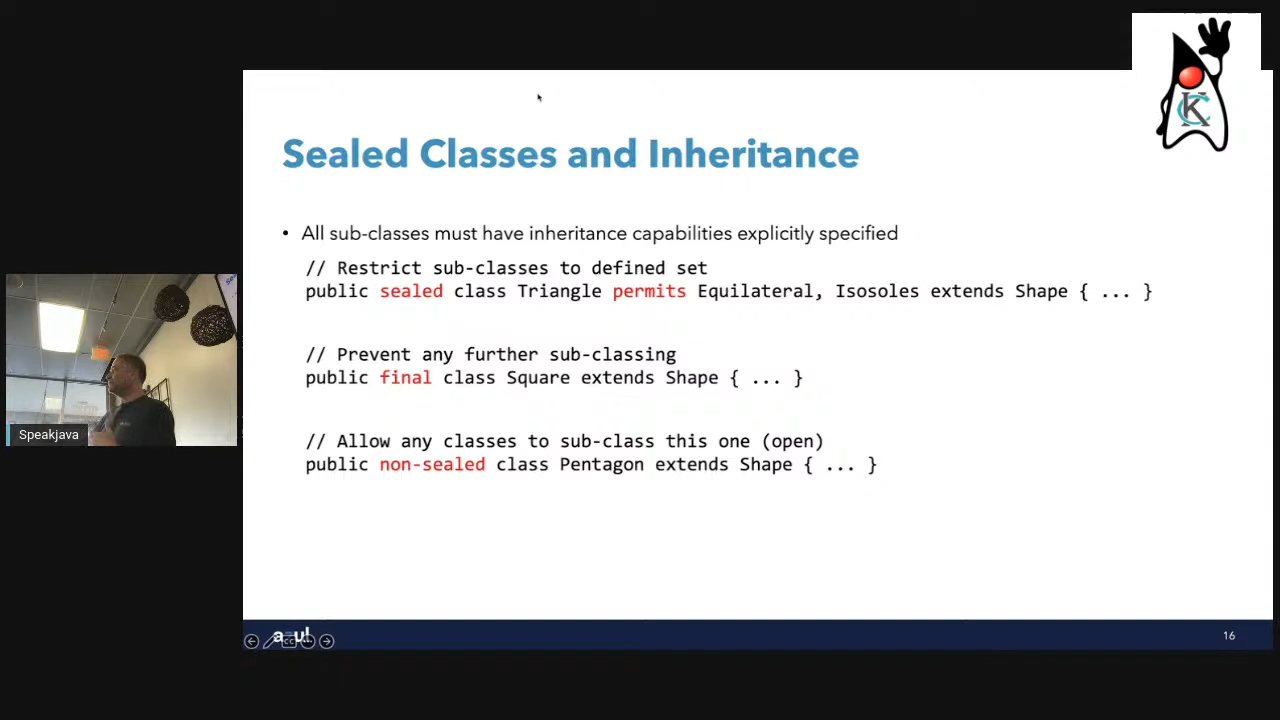 Sealed Classes and Inheritance
• All sub-classes must have inheritance capabilities explicitly specified
// Restrict sub-classes to defined set
public sealed class Triangle permits Equilateral, Isosoles extends Shape { ... }
// Prevent any further sub-classing
public final class Square extends Shape { ... }
// Allow any classes to sub-class this one (open)
public non-sealed class Pentagon extends Shape { ... }
Speakjava
azul
16
KC